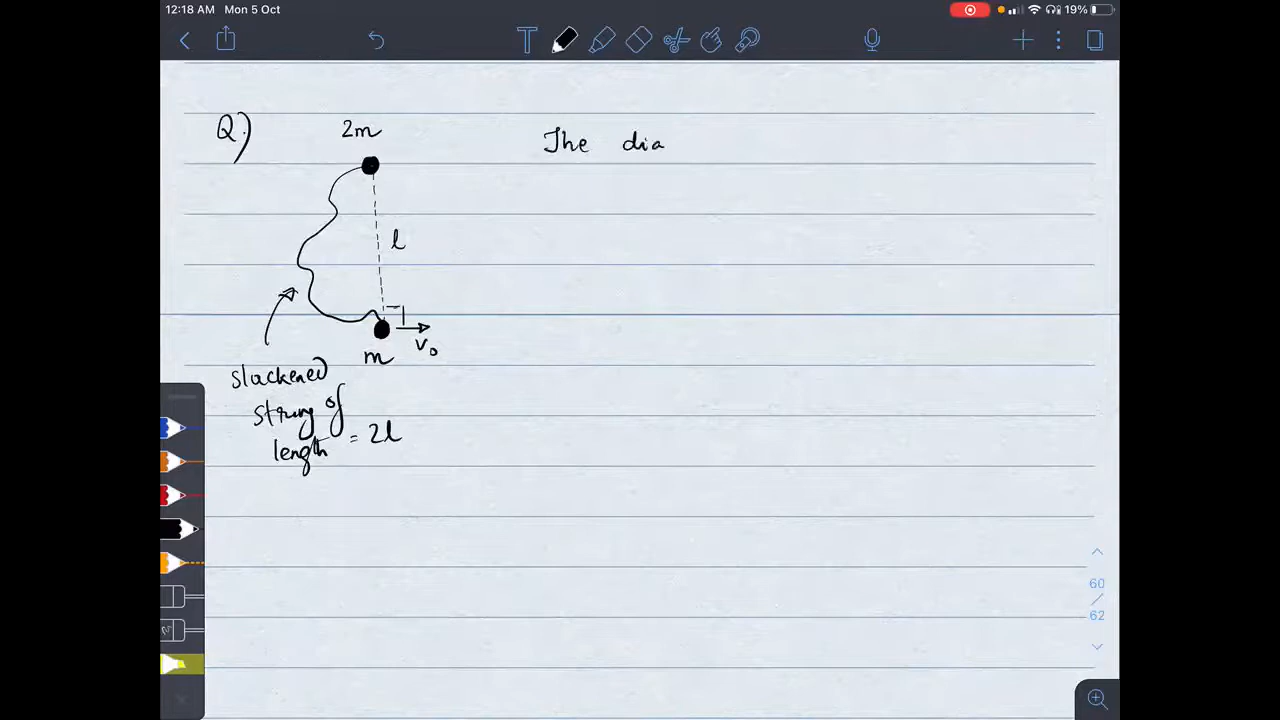 12:18 AM Mon 5 Oct
19%
T
Q)
2m
The dia
l
m
v₀
slackened
string of
length = 2l
60
/
62